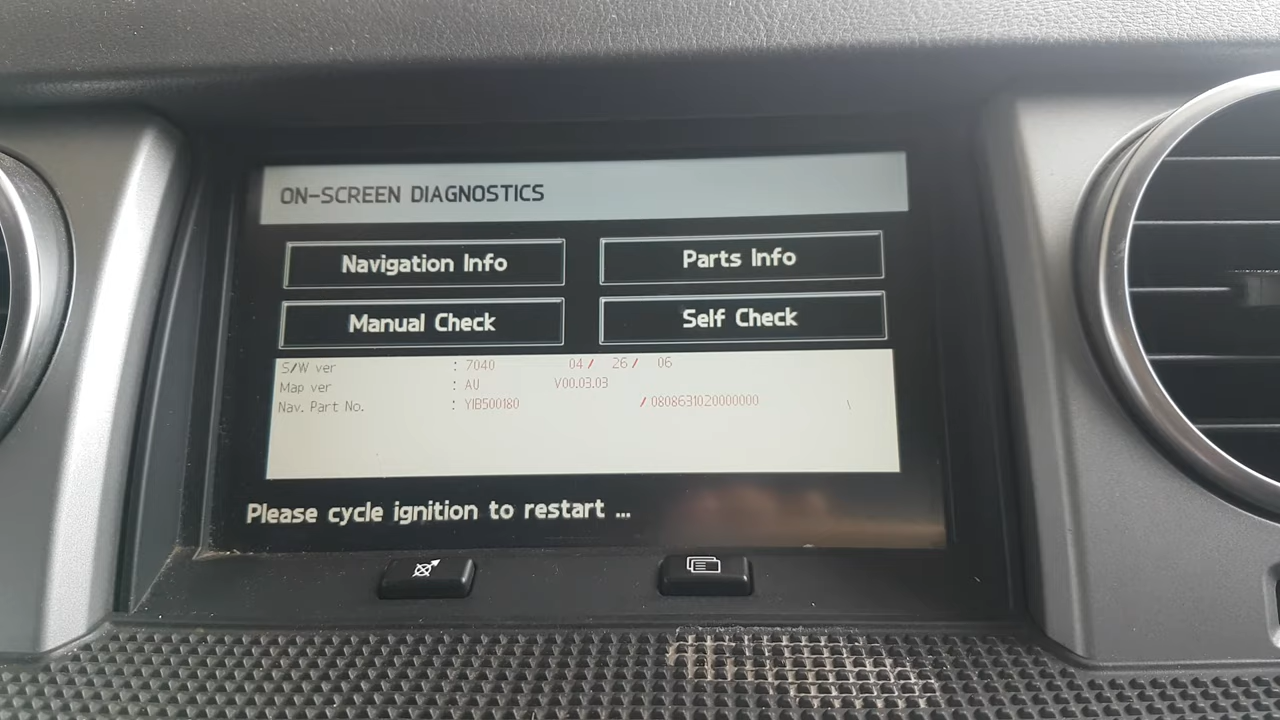 ON-SCREEN DIAGNOSTICS
Navigation Info
Parts Info
Manual Check
Self Check
S/W ver : 7040 04/ 26/ 06
Map ver : AU V00.03.03
Nav. Part No. : YIB500180 /0808631020000000 \
Please cycle ignition to restart ...